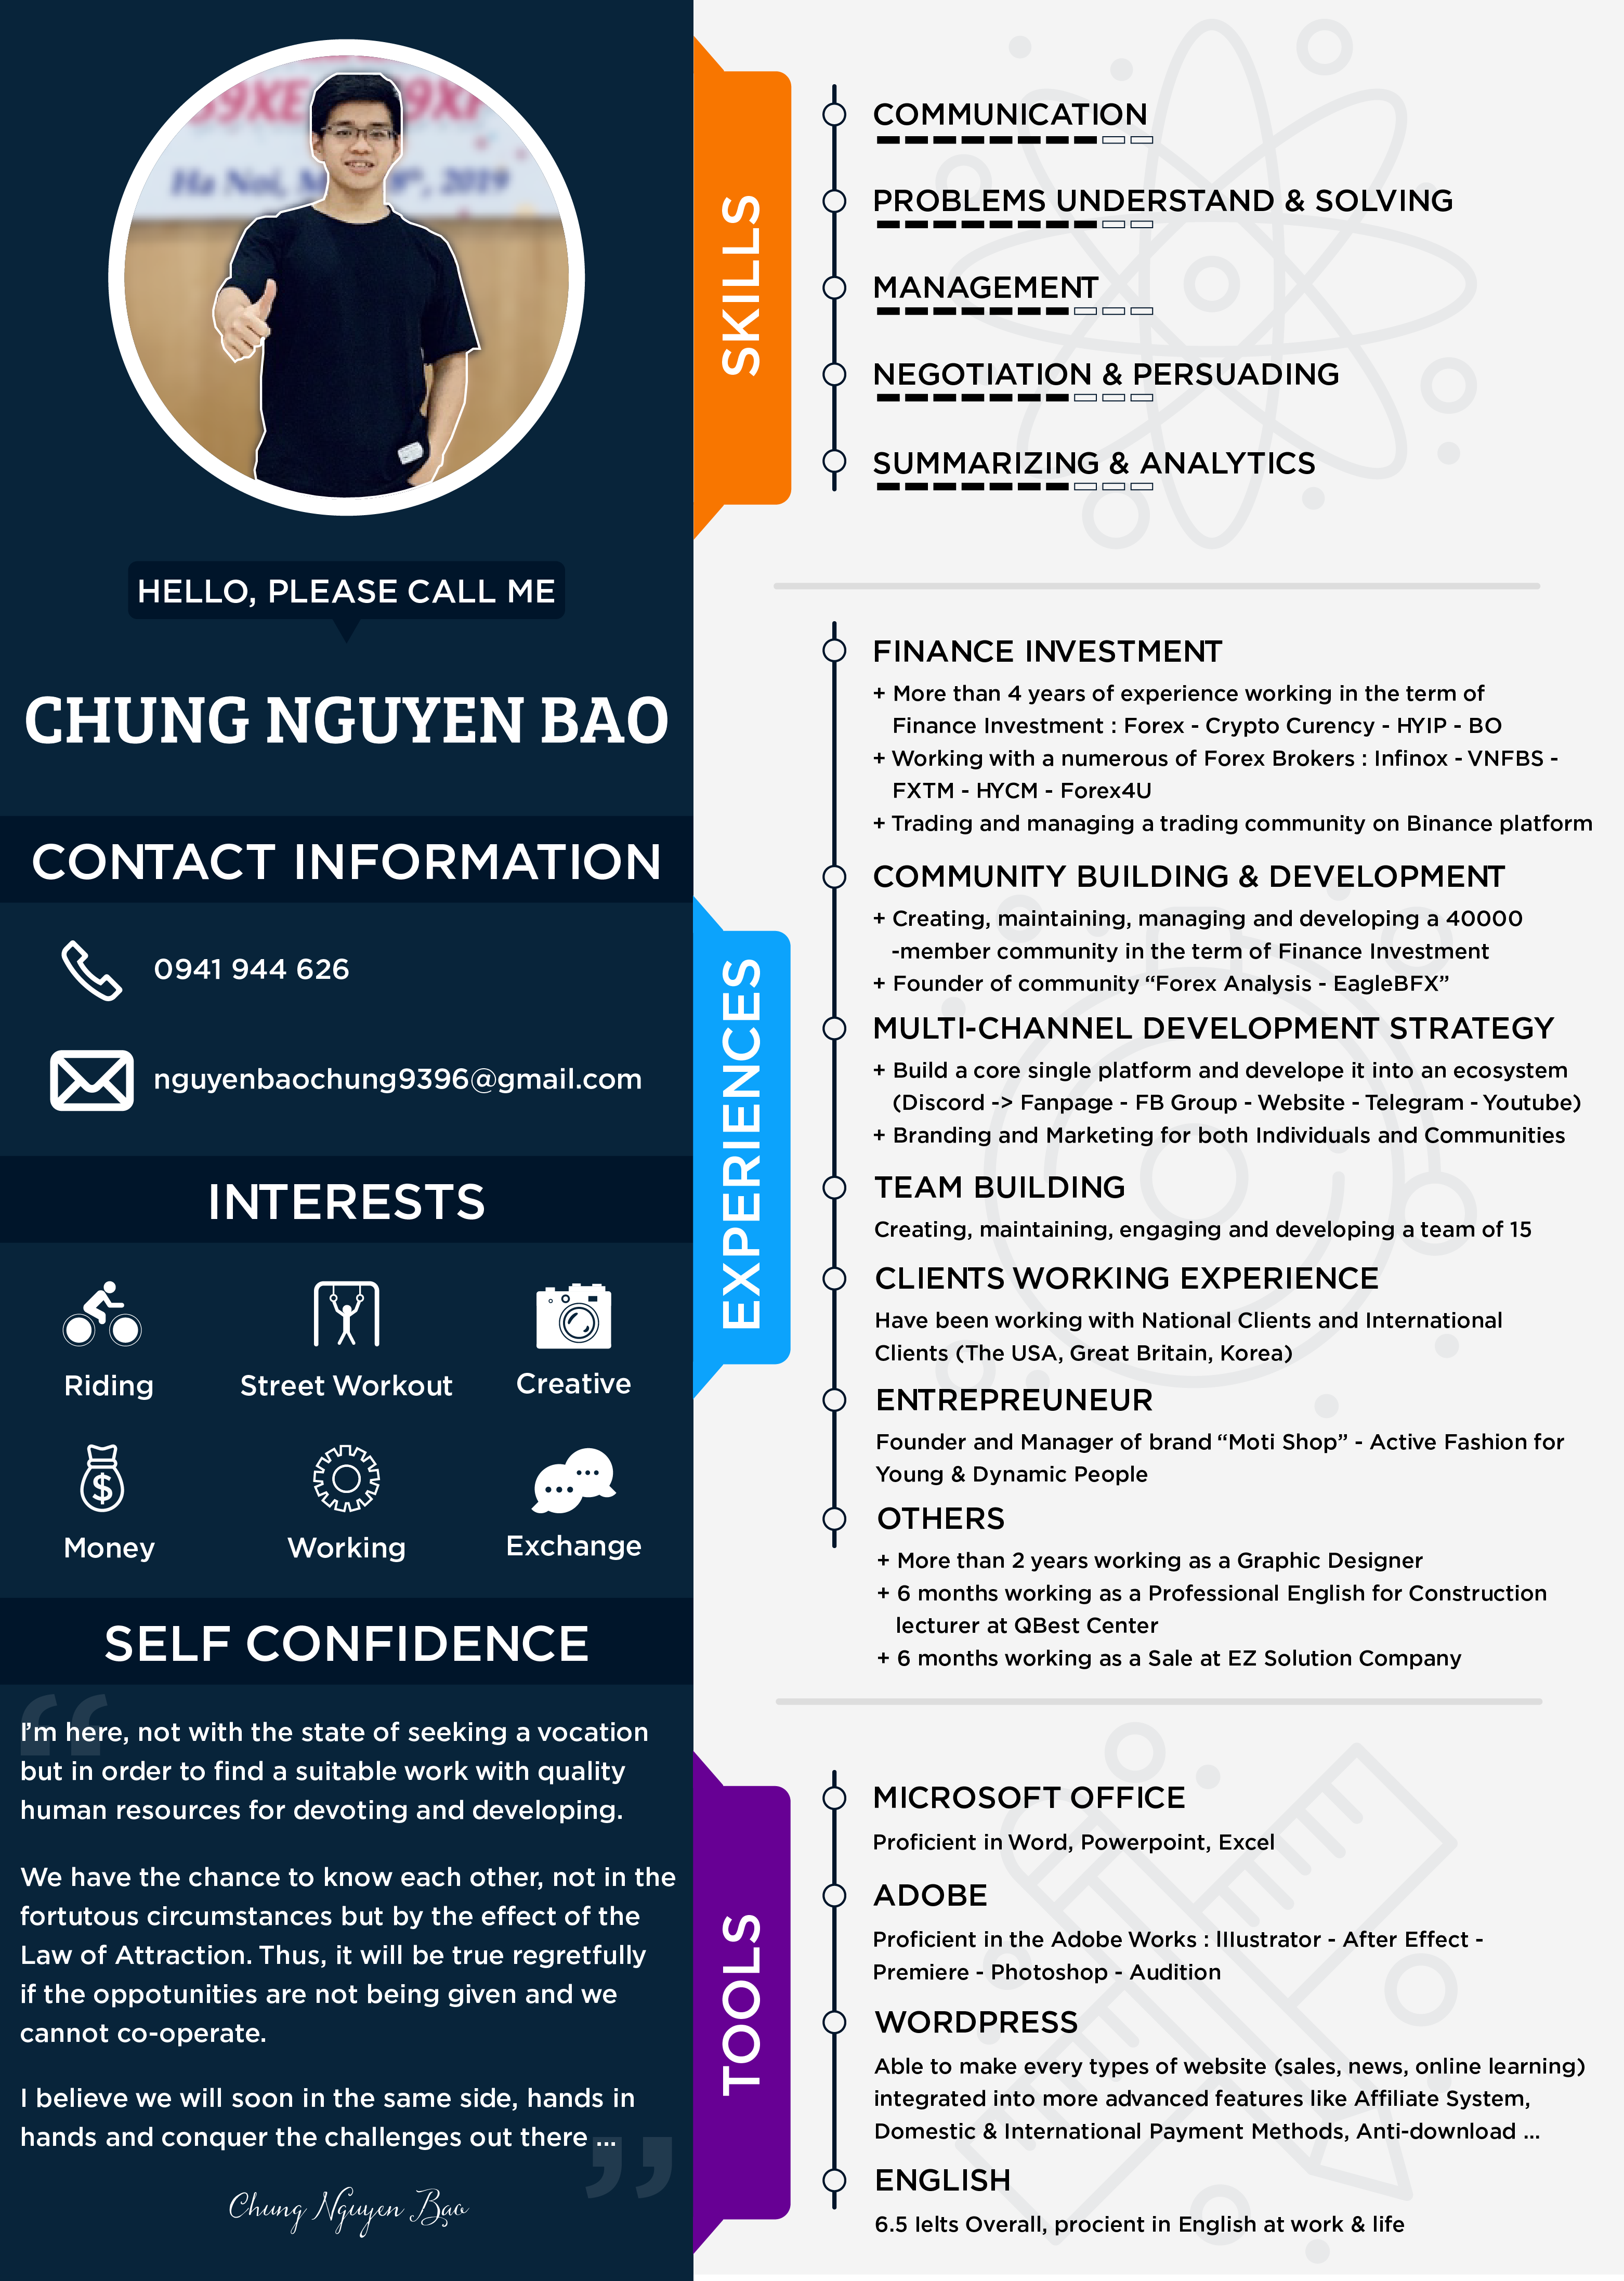 9XE 9XF
Ha Noi, M 8th, 2019
HELLO, PLEASE CALL ME
CHUNG NGUYEN BAO
CONTACT INFORMATION
0941 944 626
nguyenbaochung9396@gmail.com
INTERESTS
Riding
Street Workout
Creative
Money
Working
Exchange
SELF CONFIDENCE
“
I’m here, not with the state of seeking a vocation
but in order to find a suitable work with quality
human resources for devoting and developing.
We have the chance to know each other, not in the
fortutous circumstances but by the effect of the
Law of Attraction. Thus, it will be true regretfully
if the oppotunities are not being given and we
cannot co-operate.
I believe we will soon in the same side, hands in
hands and conquer the challenges out there ...
”
Chung Nguyen Bao
SKILLS
COMMUNICATION
PROBLEMS UNDERSTAND & SOLVING
MANAGEMENT
NEGOTIATION & PERSUADING
SUMMARIZING & ANALYTICS
EXPERIENCES
FINANCE INVESTMENT
+ More than 4 years of experience working in the term of
Finance Investment : Forex - Crypto Curency - HYIP - BO
+ Working with a numerous of Forex Brokers : Infinox - VNFBS -
FXTM - HYCM - Forex4U
+ Trading and managing a trading community on Binance platform
COMMUNITY BUILDING & DEVELOPMENT
+ Creating, maintaining, managing and developing a 40000
-member community in the term of Finance Investment
+ Founder of community “Forex Analysis - EagleBFX”
MULTI-CHANNEL DEVELOPMENT STRATEGY
+ Build a core single platform and develope it into an ecosystem
(Discord -> Fanpage - FB Group - Website - Telegram - Youtube)
+ Branding and Marketing for both Individuals and Communities
TEAM BUILDING
Creating, maintaining, engaging and developing a team of 15
CLIENTS WORKING EXPERIENCE
Have been working with National Clients and International
Clients (The USA, Great Britain, Korea)
ENTREPREUNEUR
Founder and Manager of brand “Moti Shop” - Active Fashion for
Young & Dynamic People
OTHERS
+ More than 2 years working as a Graphic Designer
+ 6 months working as a Professional English for Construction
lecturer at QBest Center
+ 6 months working as a Sale at EZ Solution Company
TOOLS
MICROSOFT OFFICE
Proficient in Word, Powerpoint, Excel
ADOBE
Proficient in the Adobe Works : lIlustrator - After Effect -
Premiere - Photoshop - Audition
WORDPRESS
Able to make every types of website (sales, news, online learning)
integrated into more advanced features like Affiliate System,
Domestic & International Payment Methods, Anti-download ...
ENGLISH
6.5 Ielts Overall, procient in English at work & life